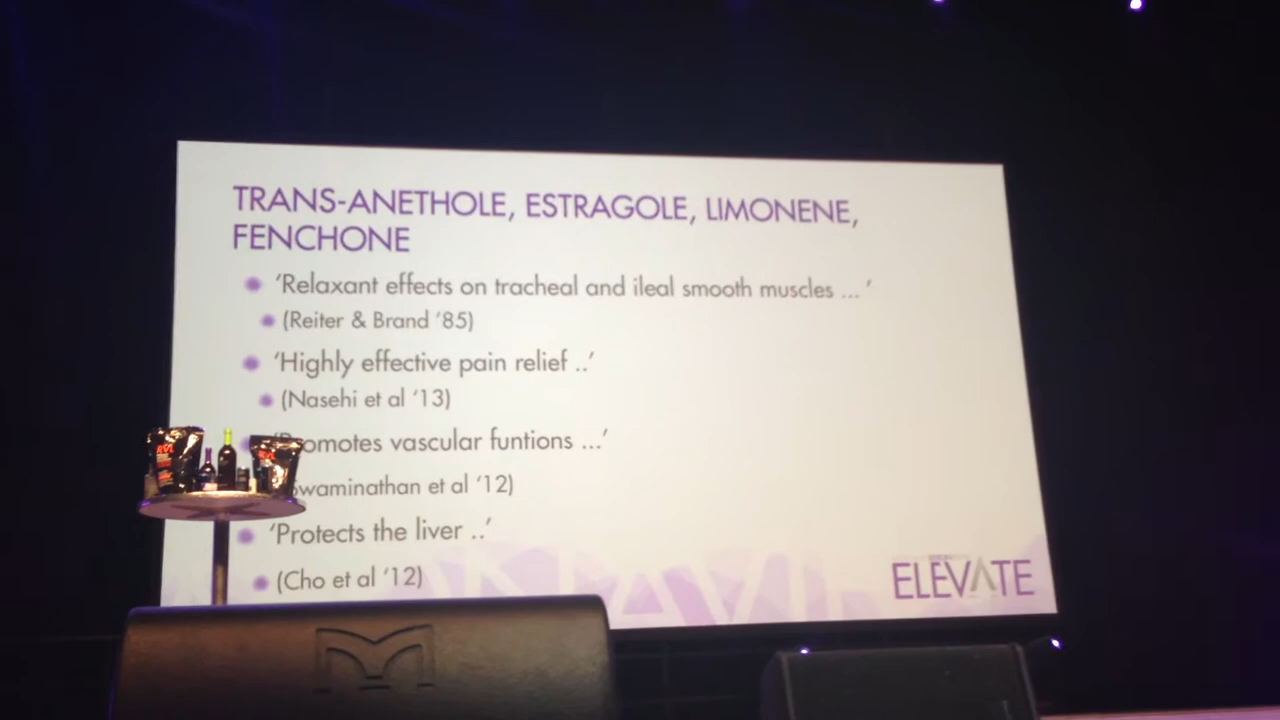 TRANS-ANETHOLE, ESTRAGOLE, LIMONENE,
FENCHONE
'Relaxant effects on tracheal and ileal smooth muscles ... '
(Reiter & Brand '85)
'Highly effective pain relief ..'
(Nasehi et al '13)
omotes vascular funtions ...'
waminathan et al '12)
'Protects the liver ..'
(Cho et al '12)
ELEVATE